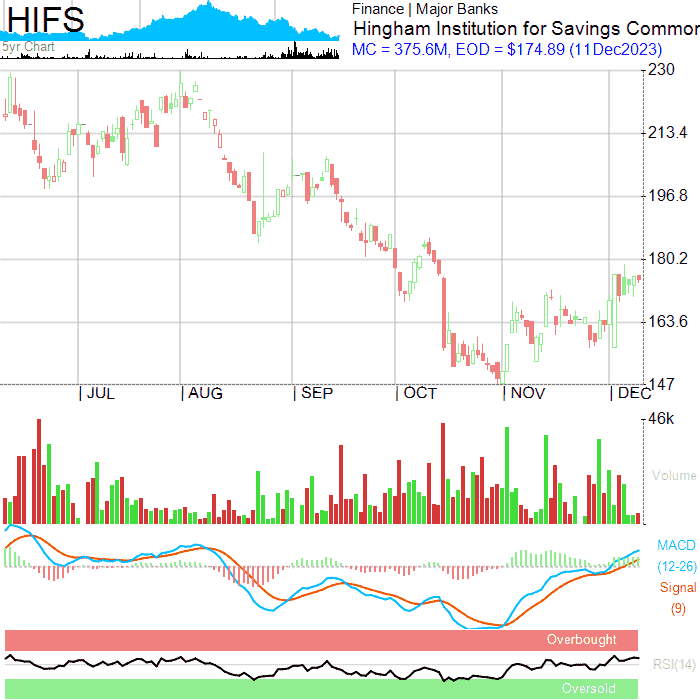 HIFS
5yr Chart
Finance | Major Banks
Hingham Institution for Savings Common
MC = 375.6M, EOD = $174.89 (11Dec2023)
230
213.4
196.8
180.2
163.6
147
| JUL | AUG | SEP | OCT | NOV | DEC
46k
Volume
MACD
(12-26)
Signal
(9)
Overbought
RSI(14)
Oversold